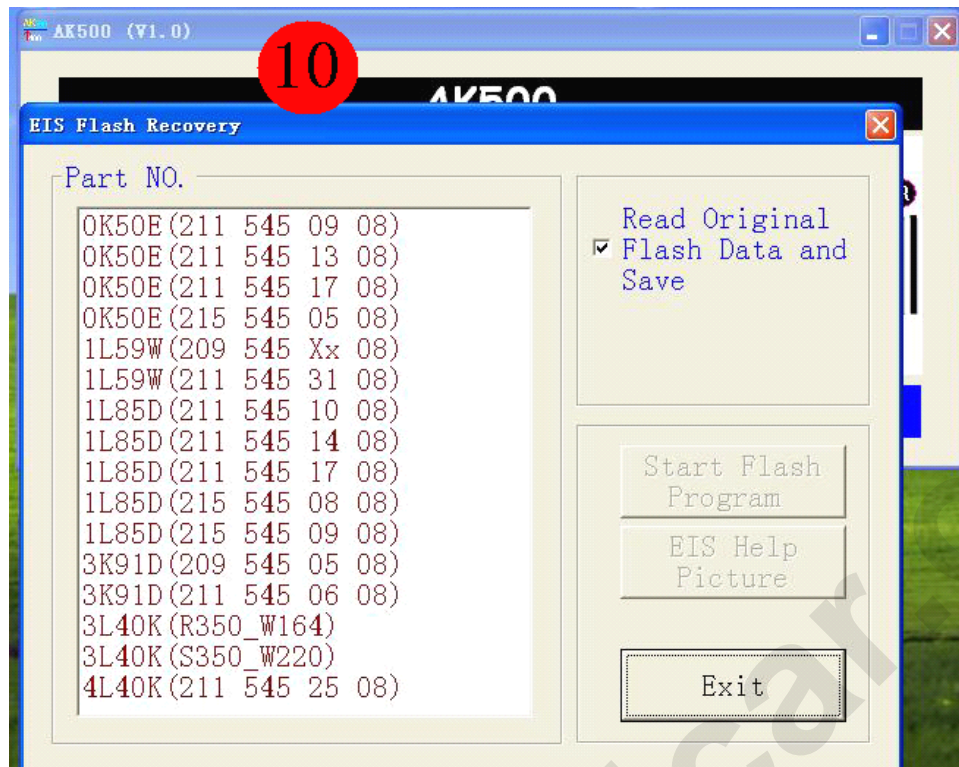 AK500 (V1.0)
10
AK500
EIS Flash Recovery
Part NO.
0K50E(211 545 09 08)
0K50E(211 545 13 08)
0K50E(211 545 17 08)
0K50E(215 545 05 08)
1L59W(209 545 Xx 08)
1L59W(211 545 31 08)
1L85D(211 545 10 08)
1L85D(211 545 14 08)
1L85D(211 545 17 08)
1L85D(215 545 08 08)
1L85D(215 545 09 08)
3K91D(209 545 05 08)
3K91D(211 545 06 08)
3L40K(R350_W164)
3L40K(S350_W220)
4L40K(211 545 25 08)
Read Original
Flash Data and
Save
Start Flash
Program
EIS Help
Picture
Exit